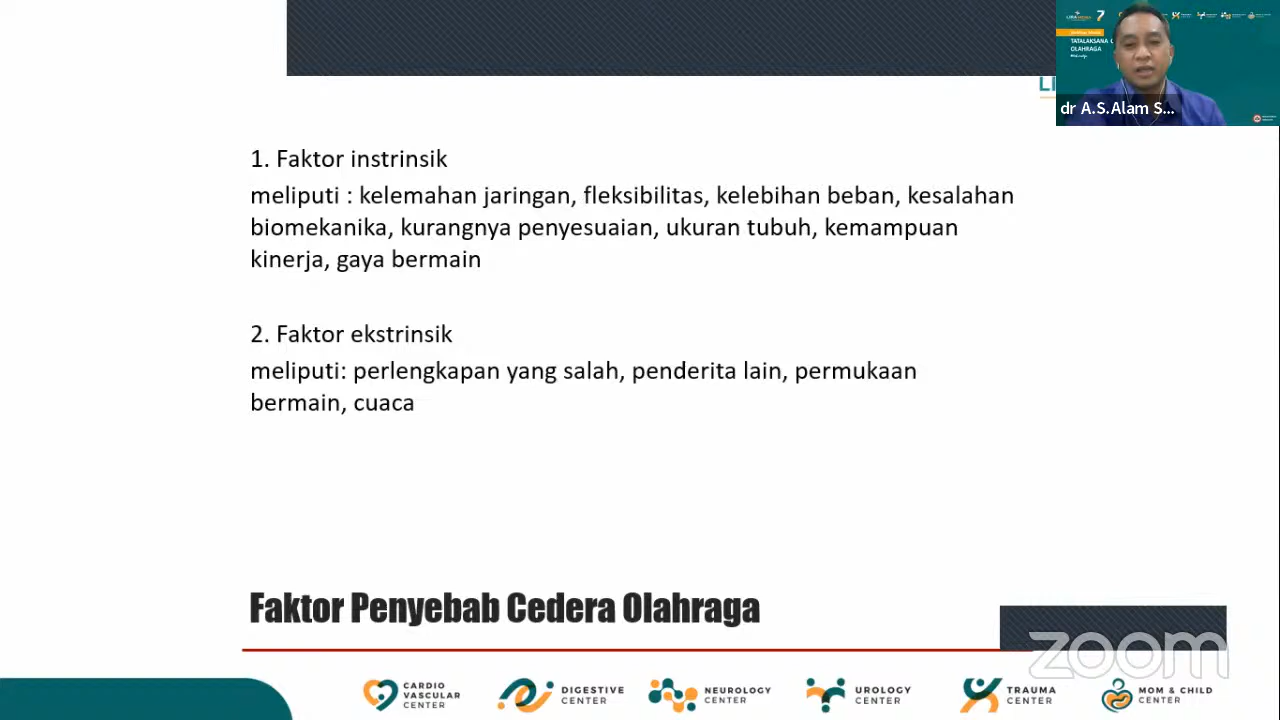 TATALAKSANA
OLAHRAGA
dr A.S.Alam S...
1. Faktor instrinsik
meliputi : kelemahan jaringan, fleksibilitas, kelebihan beban, kesalahan
biomekanika, kurangnya penyesuaian, ukuran tubuh, kemampuan
kinerja, gaya bermain
2. Faktor ekstrinsik
meliputi: perlengkapan yang salah, penderita lain, permukaan
bermain, cuaca
Faktor Penyebab Cedera Olahraga
zoom
CARDIO
VASCULAR
CENTER
DIGESTIVE
CENTER
NEUROLOGY
CENTER
UROLOGY
CENTER
TRAUMA
CENTER
MOM & CHILD
CENTER